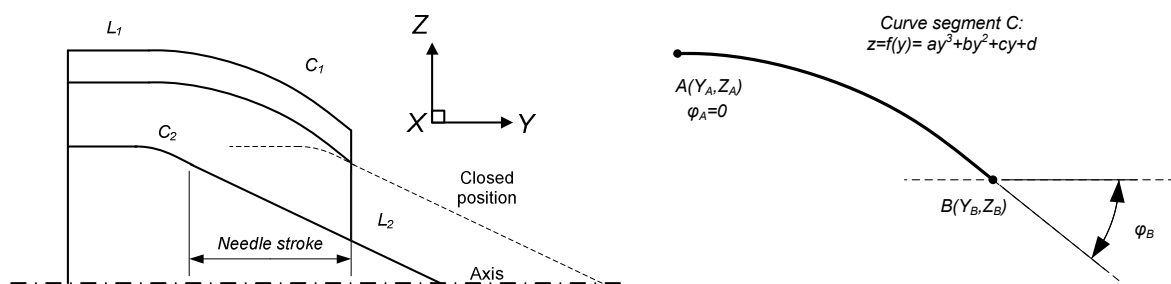 L1
C1
C2
Z
X
Y
Closed
position
L2
Needle stroke
Axis
Curve segment C:
z=f(y)= ay³+by²+cy+d
A(YA,ZA)
φA=0
B(YB,ZB)
φB